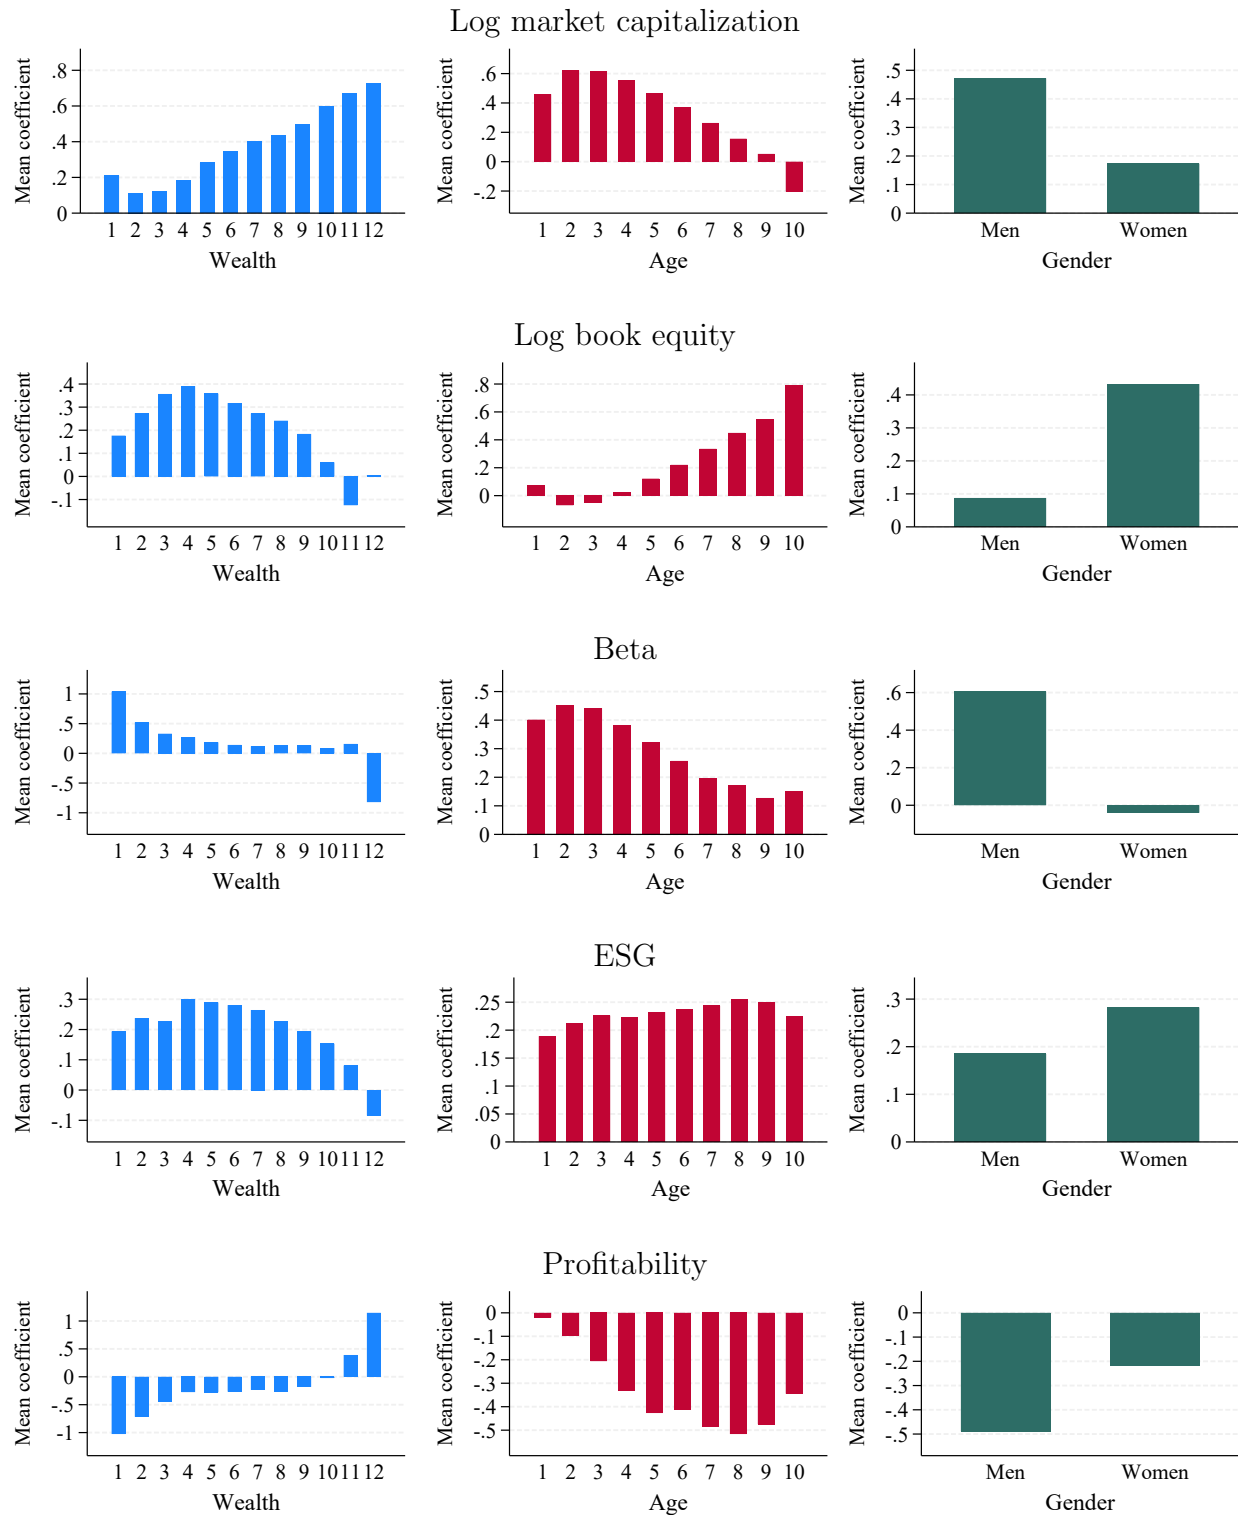 Log market capitalization
Mean coefficient
.8
.6
.4
.2
0
1 2 3 4 5 6 7 8 9 10 11 12
Wealth
Mean coefficient
.6
.4
.2
0
-.2
1 2 3 4 5 6 7 8 9 10
Age
Mean coefficient
.5
.4
.3
.2
.1
0
Men Women
Gender
Log book equity
Mean coefficient
.4
.3
.2
.1
0
-.1
1 2 3 4 5 6 7 8 9 10 11 12
Wealth
Mean coefficient
.8
.6
.4
.2
0
1 2 3 4 5 6 7 8 9 10
Age
Mean coefficient
.4
.3
.2
.1
0
Men Women
Gender
Beta
Mean coefficient
1
.5
0
-.5
-1
1 2 3 4 5 6 7 8 9 10 11 12
Wealth
Mean coefficient
.5
.4
.3
.2
.1
0
1 2 3 4 5 6 7 8 9 10
Age
Mean coefficient
.6
.4
.2
0
Men Women
Gender
ESG
Mean coefficient
.3
.2
.1
0
-.1
1 2 3 4 5 6 7 8 9 10 11 12
Wealth
Mean coefficient
.25
.2
.15
.1
.05
0
1 2 3 4 5 6 7 8 9 10
Age
Mean coefficient
.3
.2
.1
0
Men Women
Gender
Profitability
Mean coefficient
1
.5
0
-.5
-1
1 2 3 4 5 6 7 8 9 10 11 12
Wealth
Mean coefficient
0
-.1
-.2
-.3
-.4
-.5
1 2 3 4 5 6 7 8 9 10
Age
Mean coefficient
0
-.1
-.2
-.3
-.4
-.5
Men Women
Gender